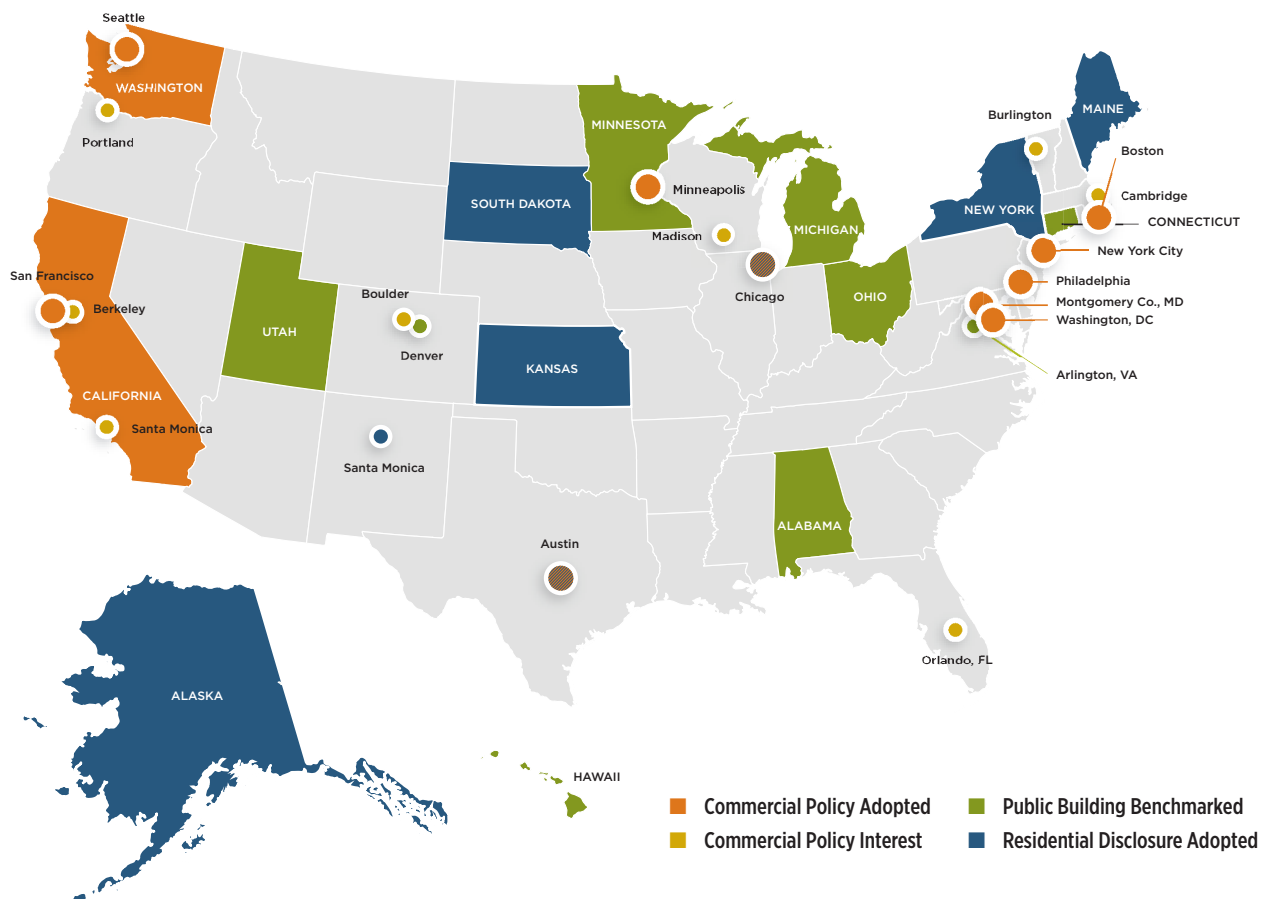 Seattle
WASHINGTON
Portland
MINNESOTA
Minneapolis
SOUTH DAKOTA
Madison
MICHIGAN
Chicago
OHIO
Burlington
MAINE
Boston
Cambridge
NEW YORK
CONNECTICUT
New York City
Philadelphia
Montgomery Co., MD
Washington, DC
Arlington, VA
San Francisco
Berkeley
CALIFORNIA
Santa Monica
UTAH
Boulder
Denver
KANSAS
Santa Monica
Austin
ALABAMA
Orlando, FL
ALASKA
HAWAII
Commercial Policy Adopted
Commercial Policy Interest
Public Building Benchmarked
Residential Disclosure Adopted